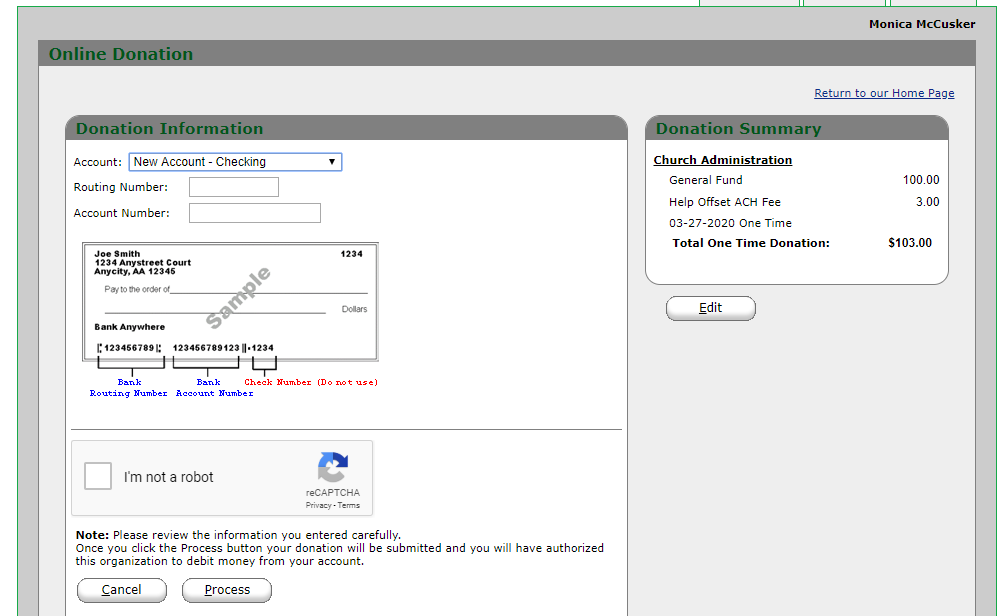 Monica McCusker
Online Donation
Return to our Home Page
Donation Information
Account: New Account - Checking
Routing Number:
Account Number:
Joe Smith 1234
1234 Anystreet Court
Anycity, AA 12345
Pay to the order of
Sample
Dollars
Bank Anywhere
⑆123456789⑆ 123456789123⑈1234
Bank Bank Check Number (Do not use)
Routing Number Account Number
I'm not a robot
reCAPTCHA
Privacy - Terms
Note: Please review the information you entered carefully.
Once you click the Process button your donation will be submitted and you will have authorized
this organization to debit money from your account.
Cancel Process
Donation Summary
Church Administration
General Fund 100.00
Help Offset ACH Fee 3.00
03-27-2020 One Time
Total One Time Donation: $103.00
Edit